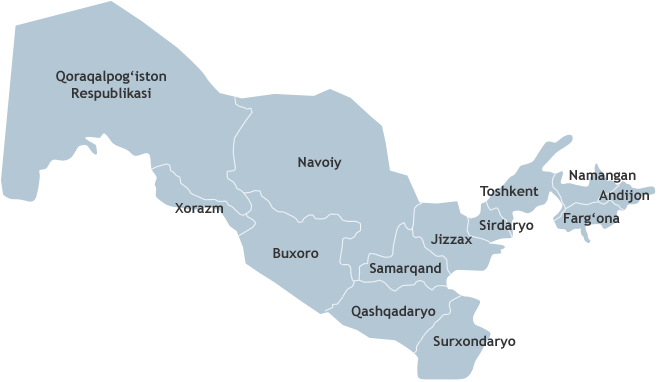 Qoraqalpog‘iston
Respublikasi
Navoiy
Xorazm
Buxoro
Samarqand
Qashqadaryo
Surxondaryo
Jizzax
Sirdaryo
Toshkent
Namangan
Andijon
Farg‘ona